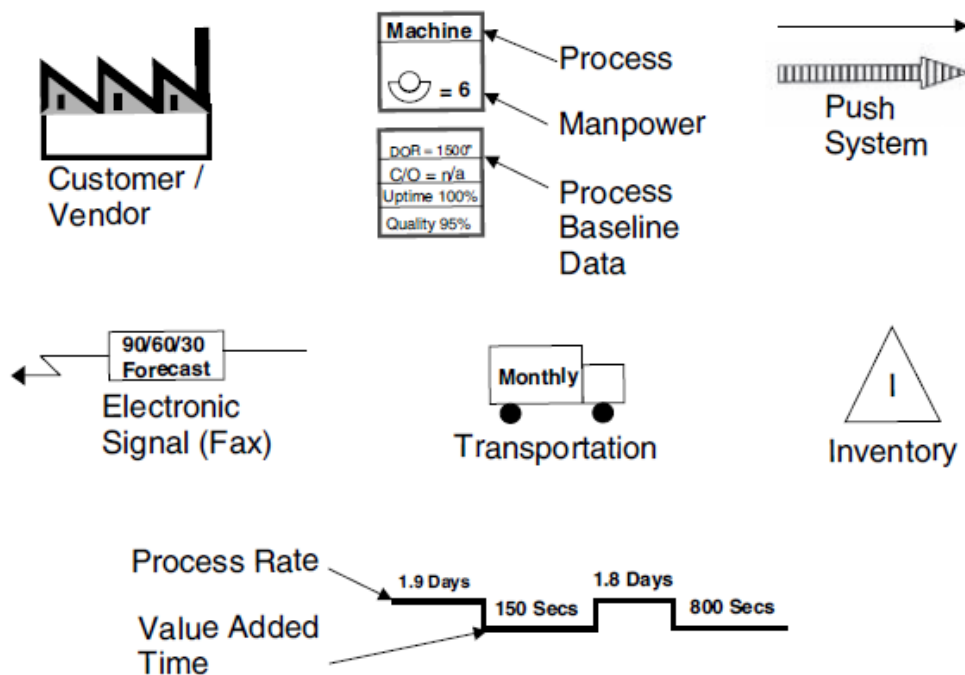 Machine
= 6
Process
Manpower
Push
System
Customer /
Vendor
DOR = 1500"
C/O = n/a
Uptime 100%
Quality 95%
Process
Baseline
Data
90/60/30
Forecast
Electronic
Signal (Fax)
Monthly
Transportation
I
Inventory
Process Rate
1.9 Days
150 Secs
1.8 Days
800 Secs
Value Added
Time